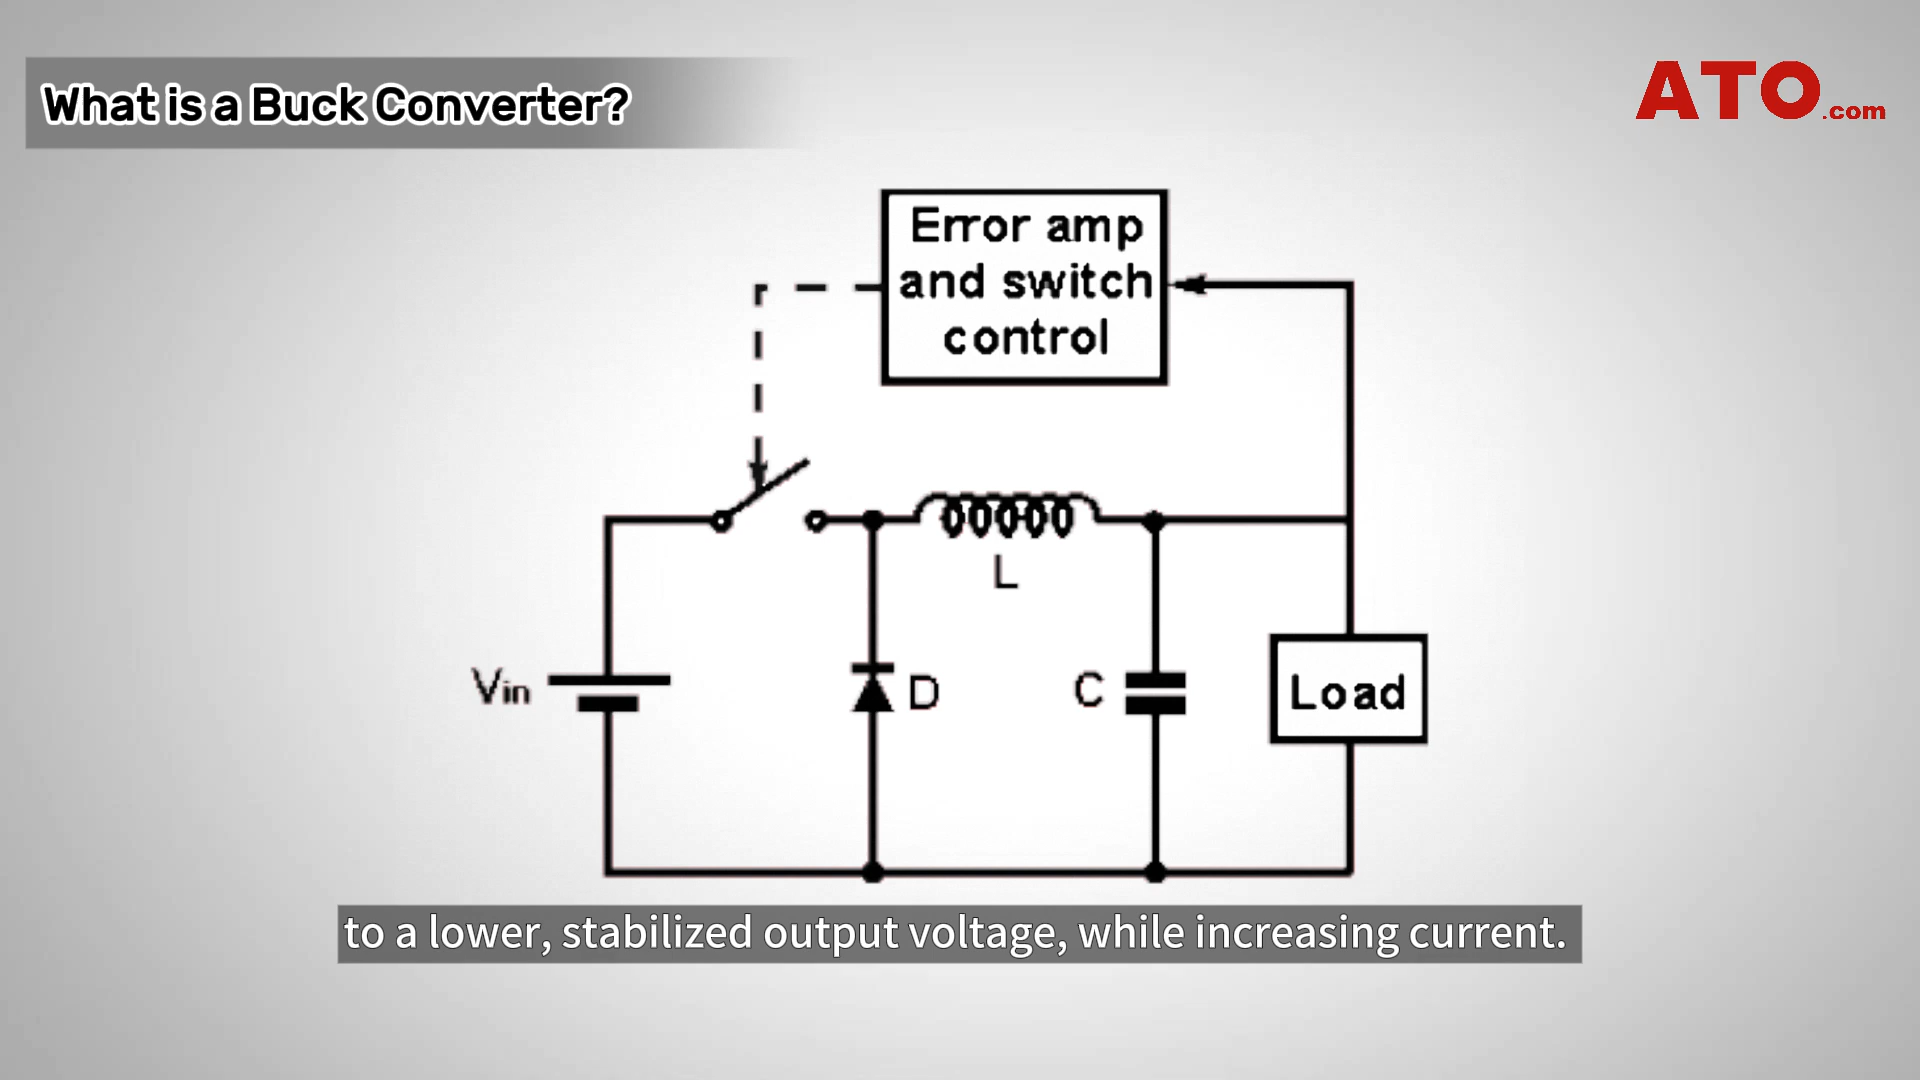 What is a Buck Converter?
ATO.com
Error amp
and switch
control
L
Vin
D
C
Load
to a lower, stabilized output voltage, while increasing current.